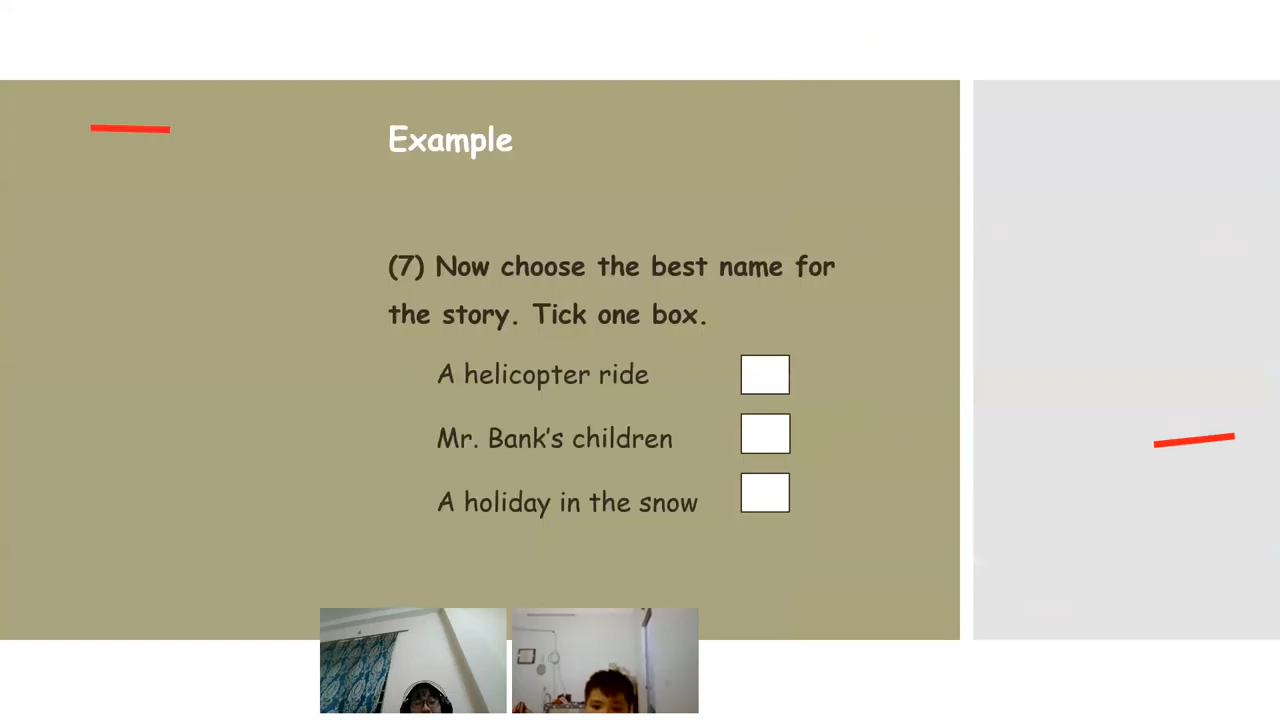 Example
(7) Now choose the best name for
the story. Tick one box.
A helicopter ride
Mr. Bank's children
A holiday in the snow